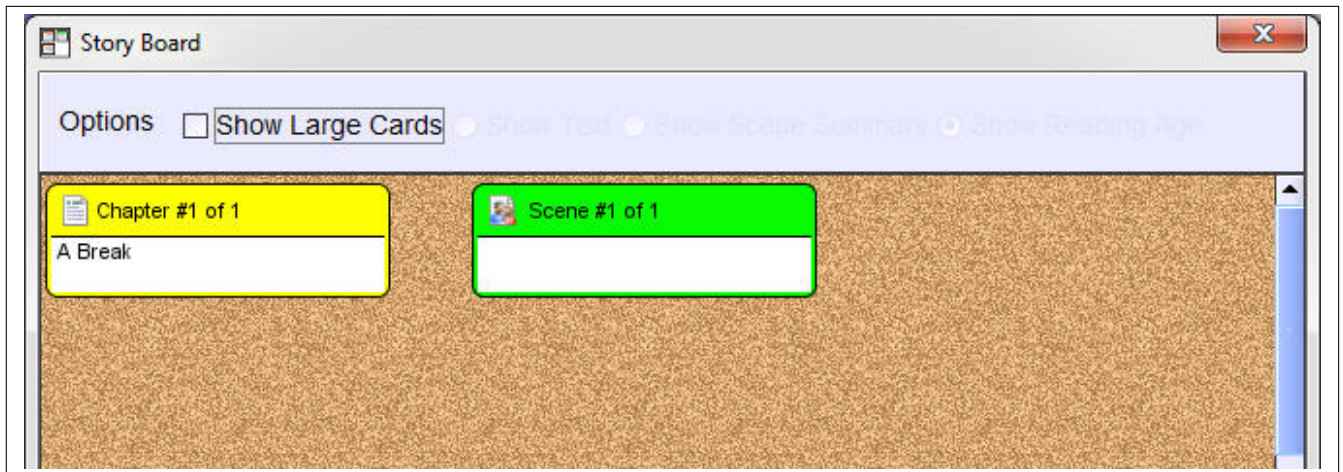 Story Board
Options Show Large Cards Show Text Show Scene Summary Show Reading Age
Chapter #1 of 1
A Break
Scene #1 of 1